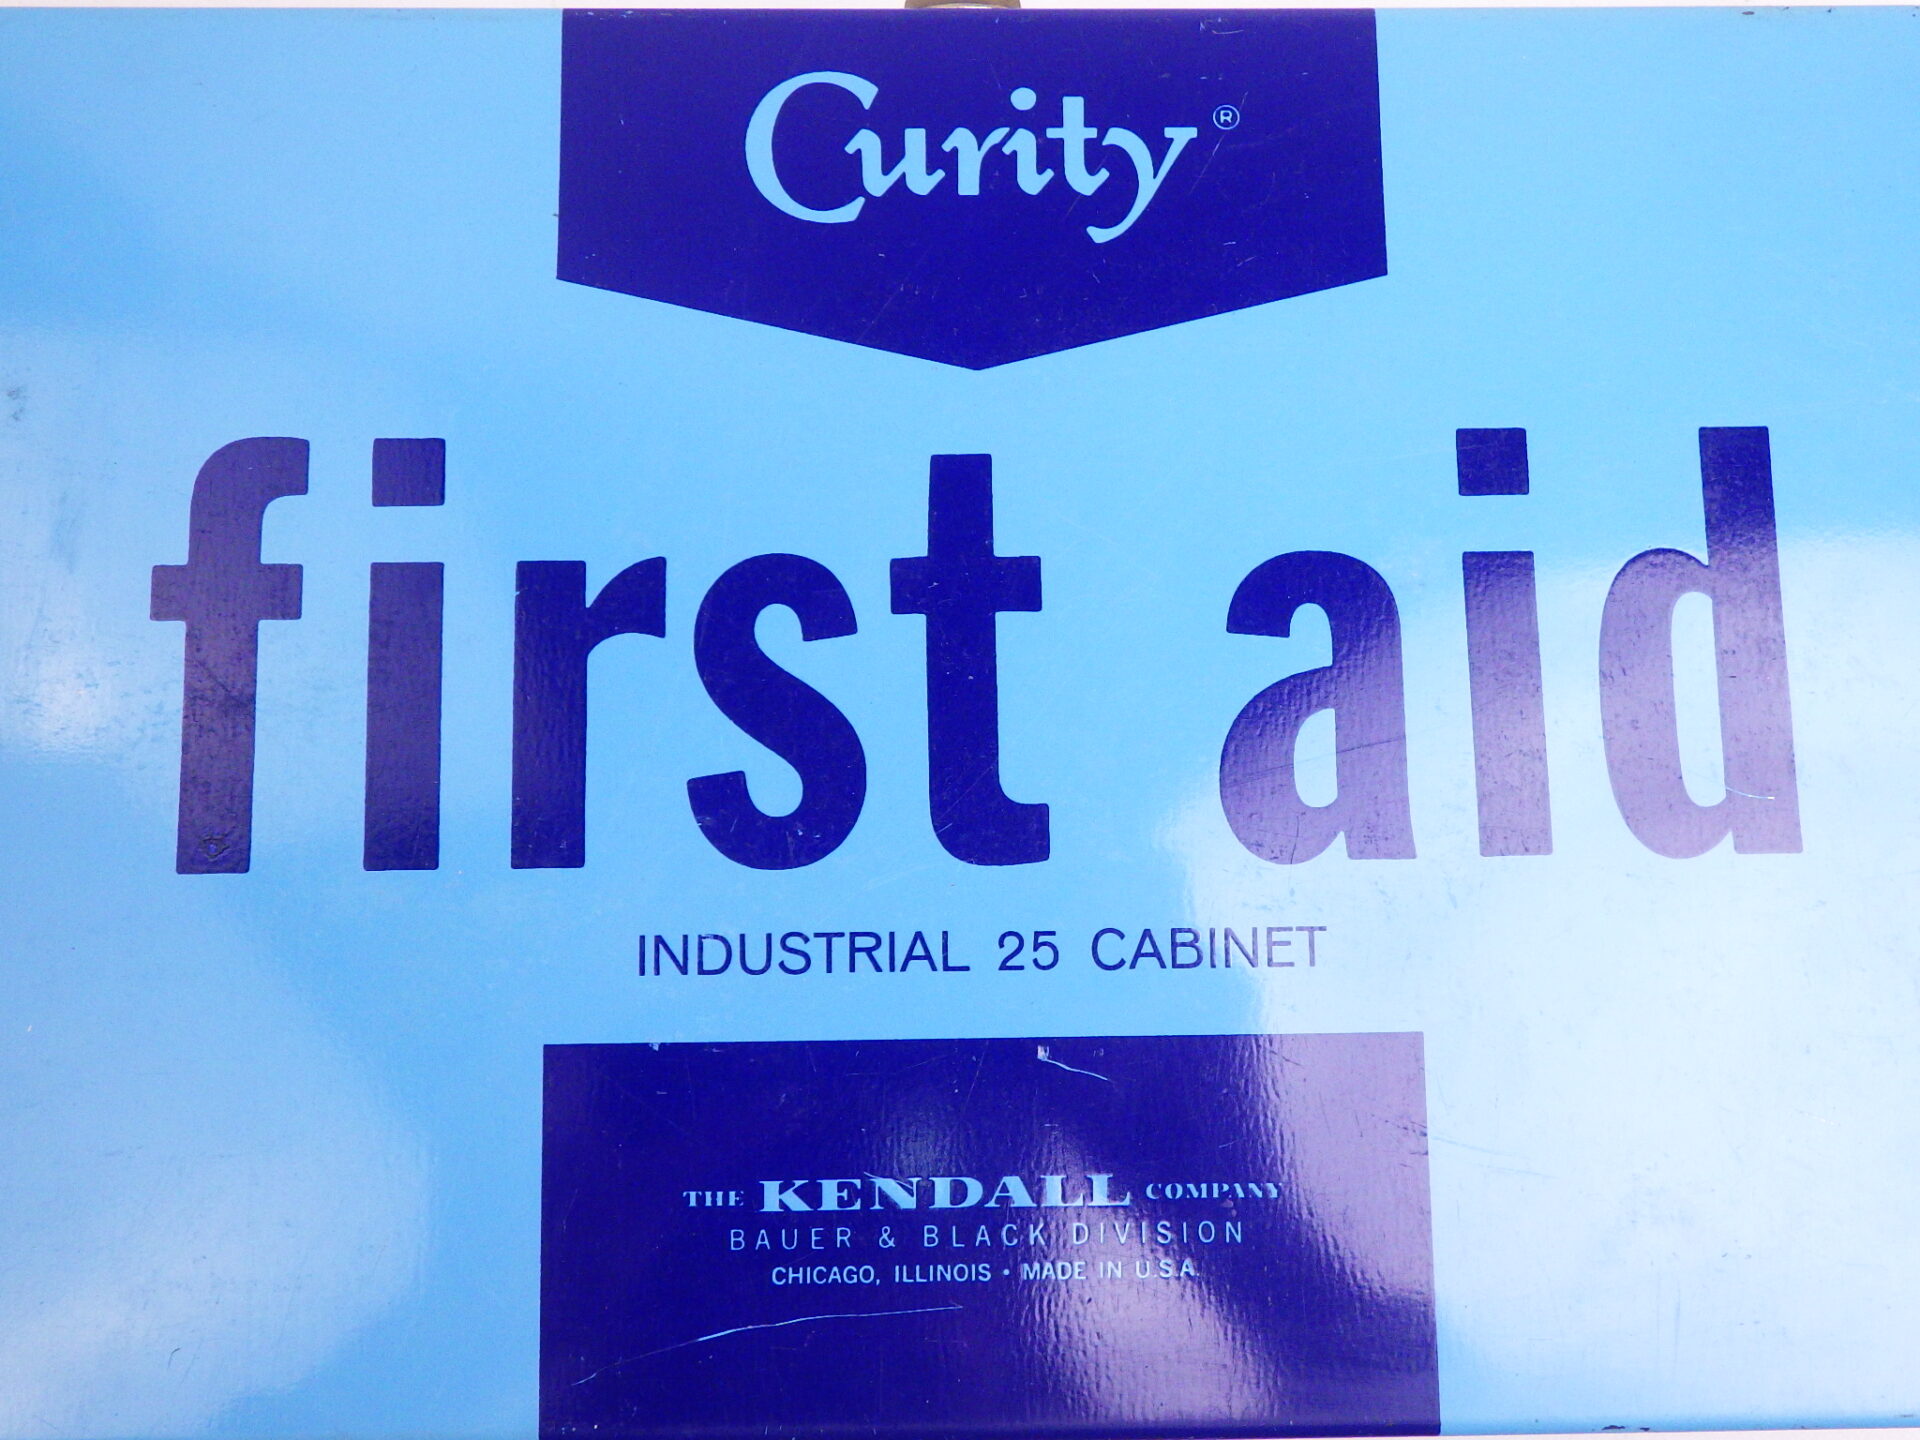 Curity ®
first aid
INDUSTRIAL 25 CABINET
THE KENDALL COMPANY
BAUER & BLACK DIVISION
CHICAGO, ILLINOIS • MADE IN U.S.A.